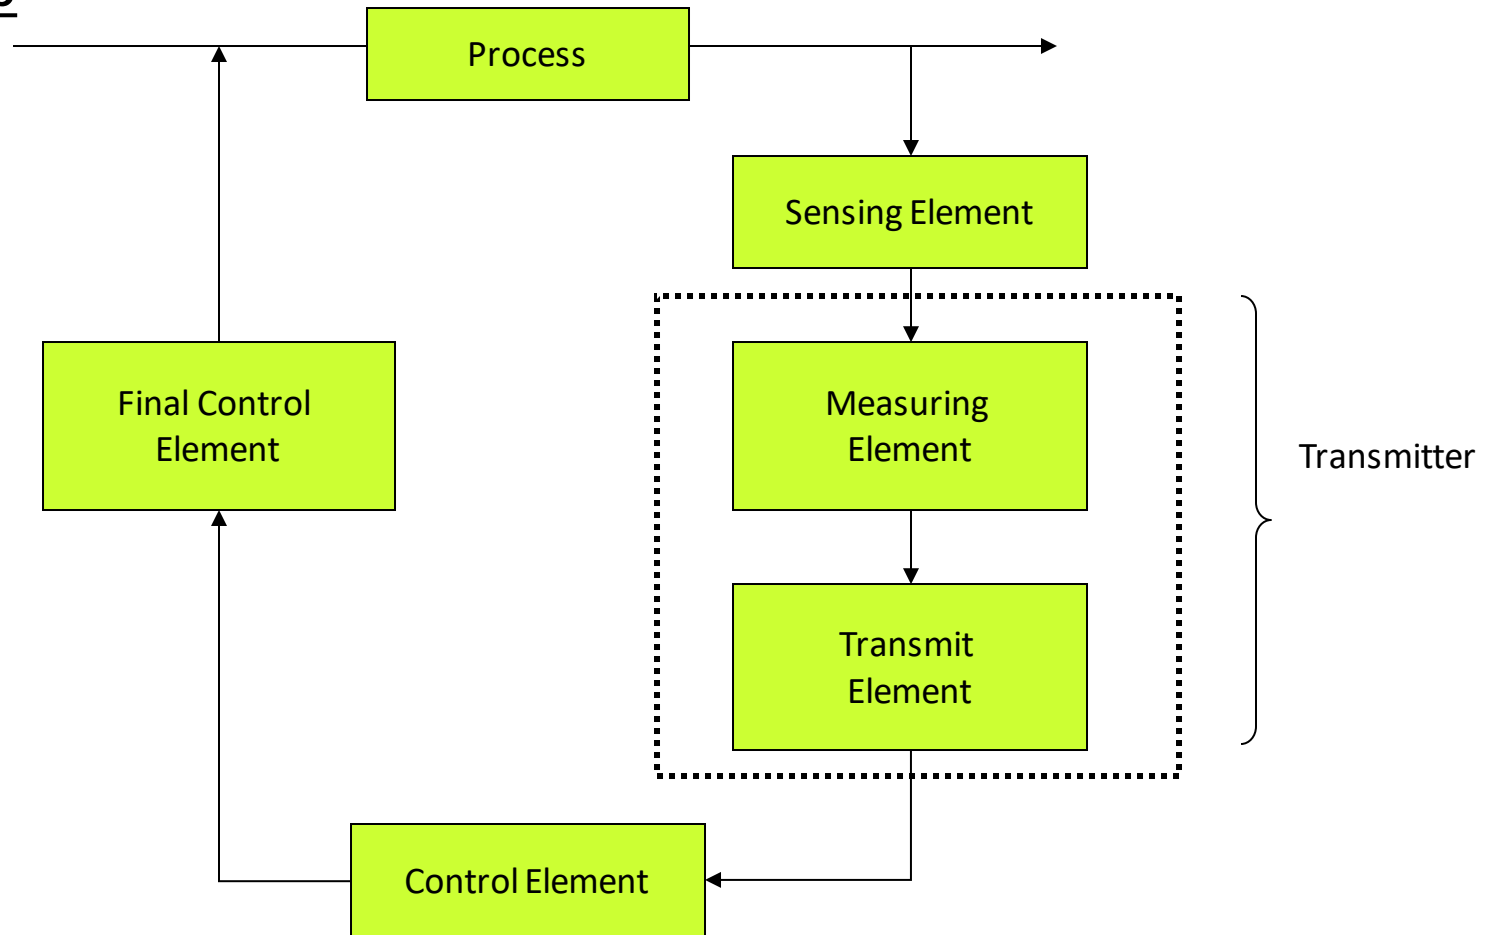 Process
Sensing Element
Final Control
Element
Measuring
Element
Transmitter
Transmit
Element
Control Element